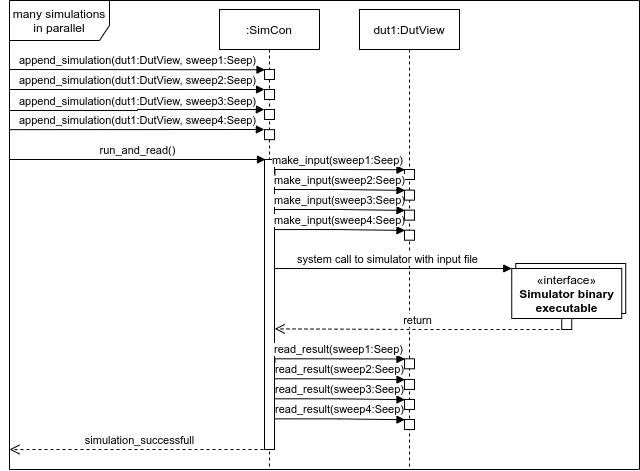 many simulations
in parallel
:SimCon
dut1:DutView
append_simulation(dut1:DutView, sweep1:Seep)
append_simulation(dut1:DutView, sweep2:Seep)
append_simulation(dut1:DutView, sweep3:Seep)
append_simulation(dut1:DutView, sweep4:Seep)
run_and_read()
make_input(sweep1:Seep)
make_input(sweep2:Seep)
make_input(sweep3:Seep)
make_input(sweep4:Seep)
system call to simulator with input file
«interface»
Simulator binary
executable
return
read_result(sweep1:Seep)
read_result(sweep2:Seep)
read_result(sweep3:Seep)
read_result(sweep4:Seep)
simulation_successfull